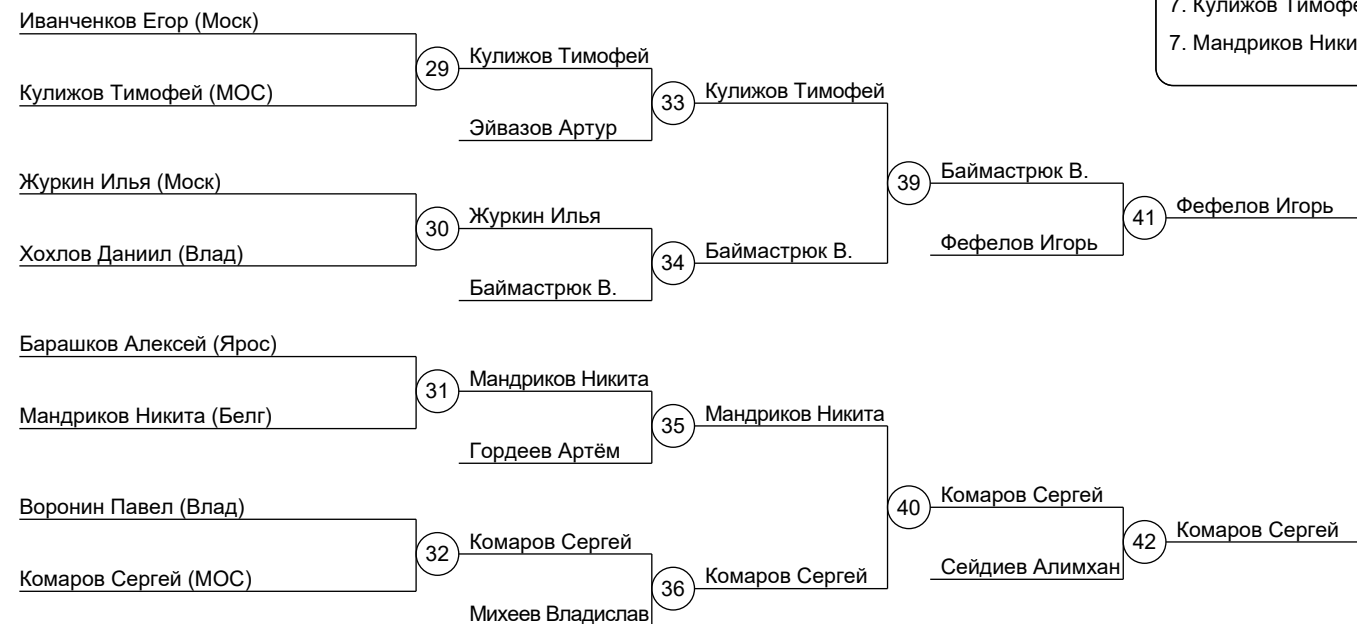 7. Кулижов Тимофе
7. Мандриков Ники
Иванченков Егор (Моск)
29
Кулижов Тимофей
Кулижов Тимофей (МОС)
33
Кулижов Тимофей
Эйвазов Артур
Журкин Илья (Моск)
39
Баймастрюк В.
30
Журкин Илья
41
Фефелов Игорь
Хохлов Даниил (Влад)
34
Баймастрюк В.
Фефелов Игорь
Баймастрюк В.
Барашков Алексей (Ярос)
31
Мандриков Никита
Мандриков Никита (Белг)
35
Мандриков Никита
Гордеев Артём
Воронин Павел (Влад)
40
Комаров Сергей
32
Комаров Сергей
42
Комаров Сергей
Комаров Сергей (МОС)
36
Комаров Сергей
Сейдиев Алимхан
Михеев Владислав